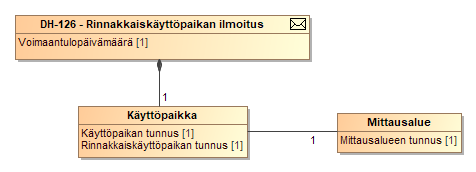 DH-126 - Rinnakkaiskäyttöpaikan ilmoitus
Voimaantulopäivämäärä [1]
1
Käyttöpaikka
Käyttöpaikan tunnus [1]
Rinnakkaiskäyttöpaikan tunnus [1]
1
Mittausalue
Mittausalueen tunnus [1]